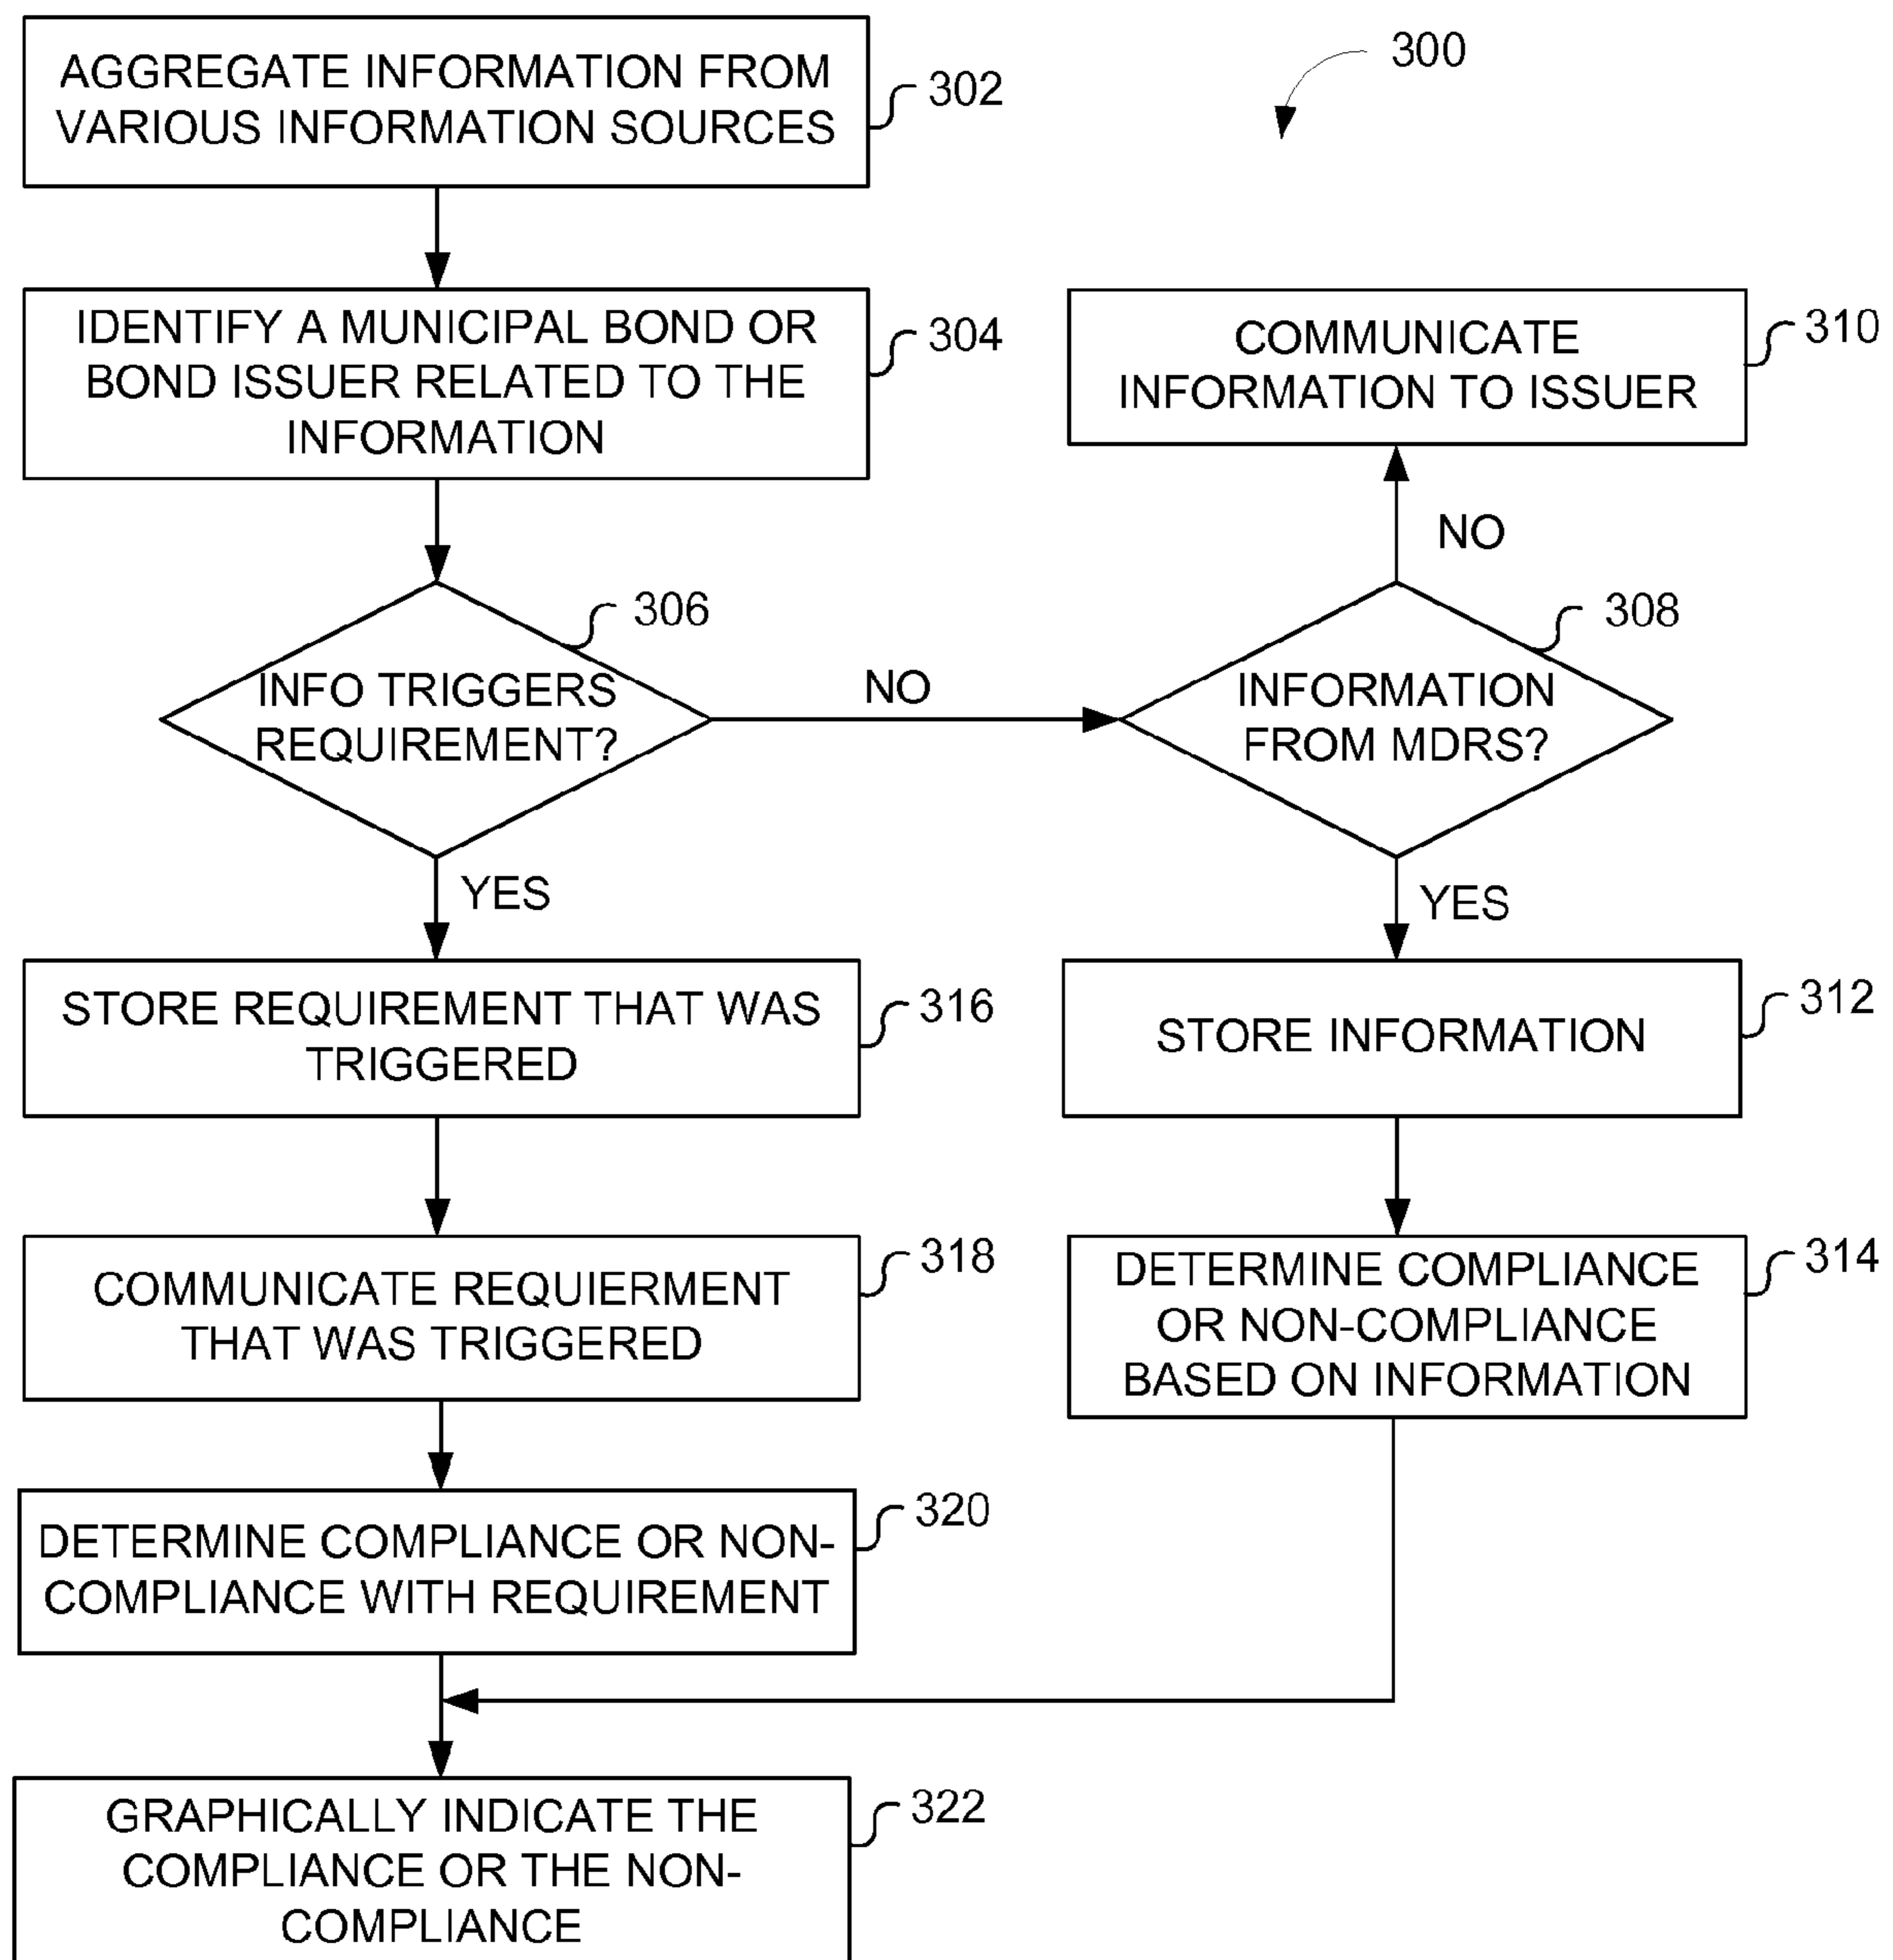 AGGREGATE INFORMATION FROM
VARIOUS INFORMATION SOURCES
302
300
IDENTIFY A MUNICIPAL BOND OR
BOND ISSUER RELATED TO THE
INFORMATION
304
COMMUNICATE
INFORMATION TO ISSUER
310
NO
INFO TRIGGERS
REQUIREMENT?
306
NO
INFORMATION
FROM MDRS?
308
YES
YES
STORE REQUIREMENT THAT WAS
TRIGGERED
316
STORE INFORMATION
312
COMMUNICATE REQUIERMENT
THAT WAS TRIGGERED
318
DETERMINE COMPLIANCE
OR NON-COMPLIANCE
BASED ON INFORMATION
314
DETERMINE COMPLIANCE OR NON-
COMPLIANCE WITH REQUIREMENT
320
GRAPHICALLY INDICATE THE
COMPLIANCE OR THE NON-
COMPLIANCE
322